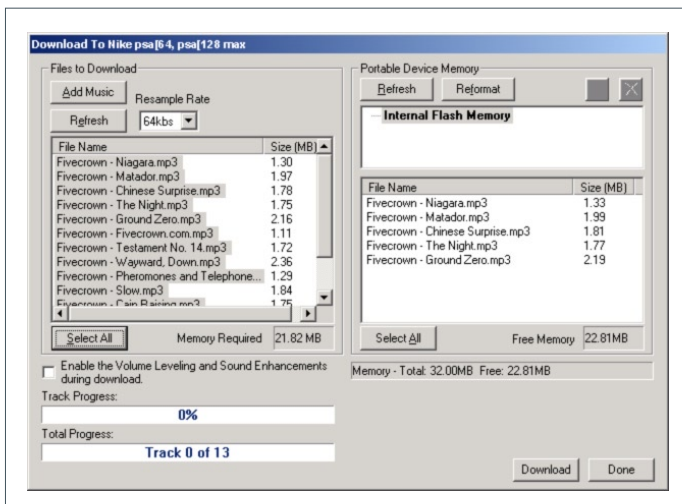 Download To Nike psa[64, psa[128 max
Files to Download
Add Music
Resample Rate
Refresh
64kbs
File Name Size (MB)
Fivecrown - Niagara.mp3 1.30
Fivecrown - Matador.mp3 1.97
Fivecrown - Chinese Surprise.mp3 1.78
Fivecrown - The Night.mp3 1.75
Fivecrown - Ground Zero.mp3 2.16
Fivecrown - Fivecrown.com.mp3 1.11
Fivecrown - Testament No. 14.mp3 1.72
Fivecrown - Wayward, Down.mp3 2.36
Fivecrown - Pheromones and Telephone... 1.29
Fivecrown - Slow.mp3 1.84
Fivecrown - Cain Raising.mp3 1.75
Select All
Memory Required 21.82 MB
Enable the Volume Leveling and Sound Enhancements
during download.
Track Progress:
0%
Total Progress:
Track 0 of 13
Portable Device Memory
Refresh
Reformat
Internal Flash Memory
File Name Size (MB)
Fivecrown - Niagara.mp3 1.33
Fivecrown - Matador.mp3 1.99
Fivecrown - Chinese Surprise.mp3 1.81
Fivecrown - The Night.mp3 1.77
Fivecrown - Ground Zero.mp3 2.19
Select All
Free Memory 22.81MB
Memory - Total: 32.00MB Free: 22.81MB
Download
Done